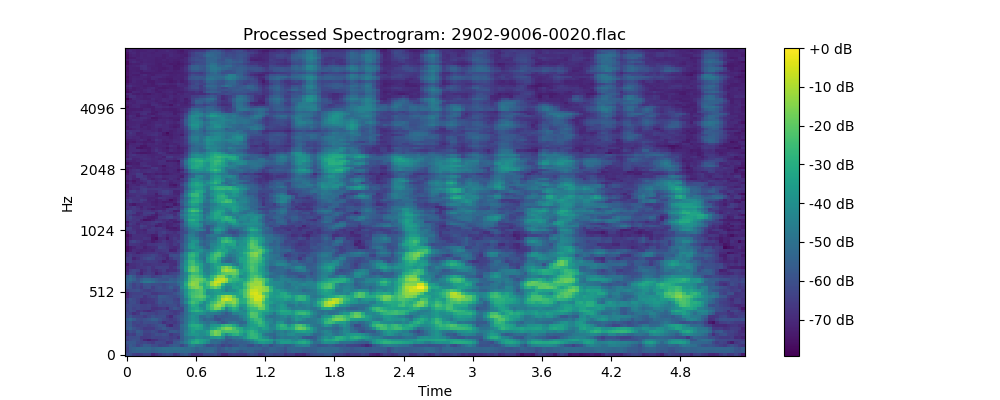 Processed Spectrogram: 2902-9006-0020.flac
Hz
4096
2048
1024
512
0
0 0.6 1.2 1.8 2.4 3 3.6 4.2 4.8
Time
+0 dB
-10 dB
-20 dB
-30 dB
-40 dB
-50 dB
-60 dB
-70 dB